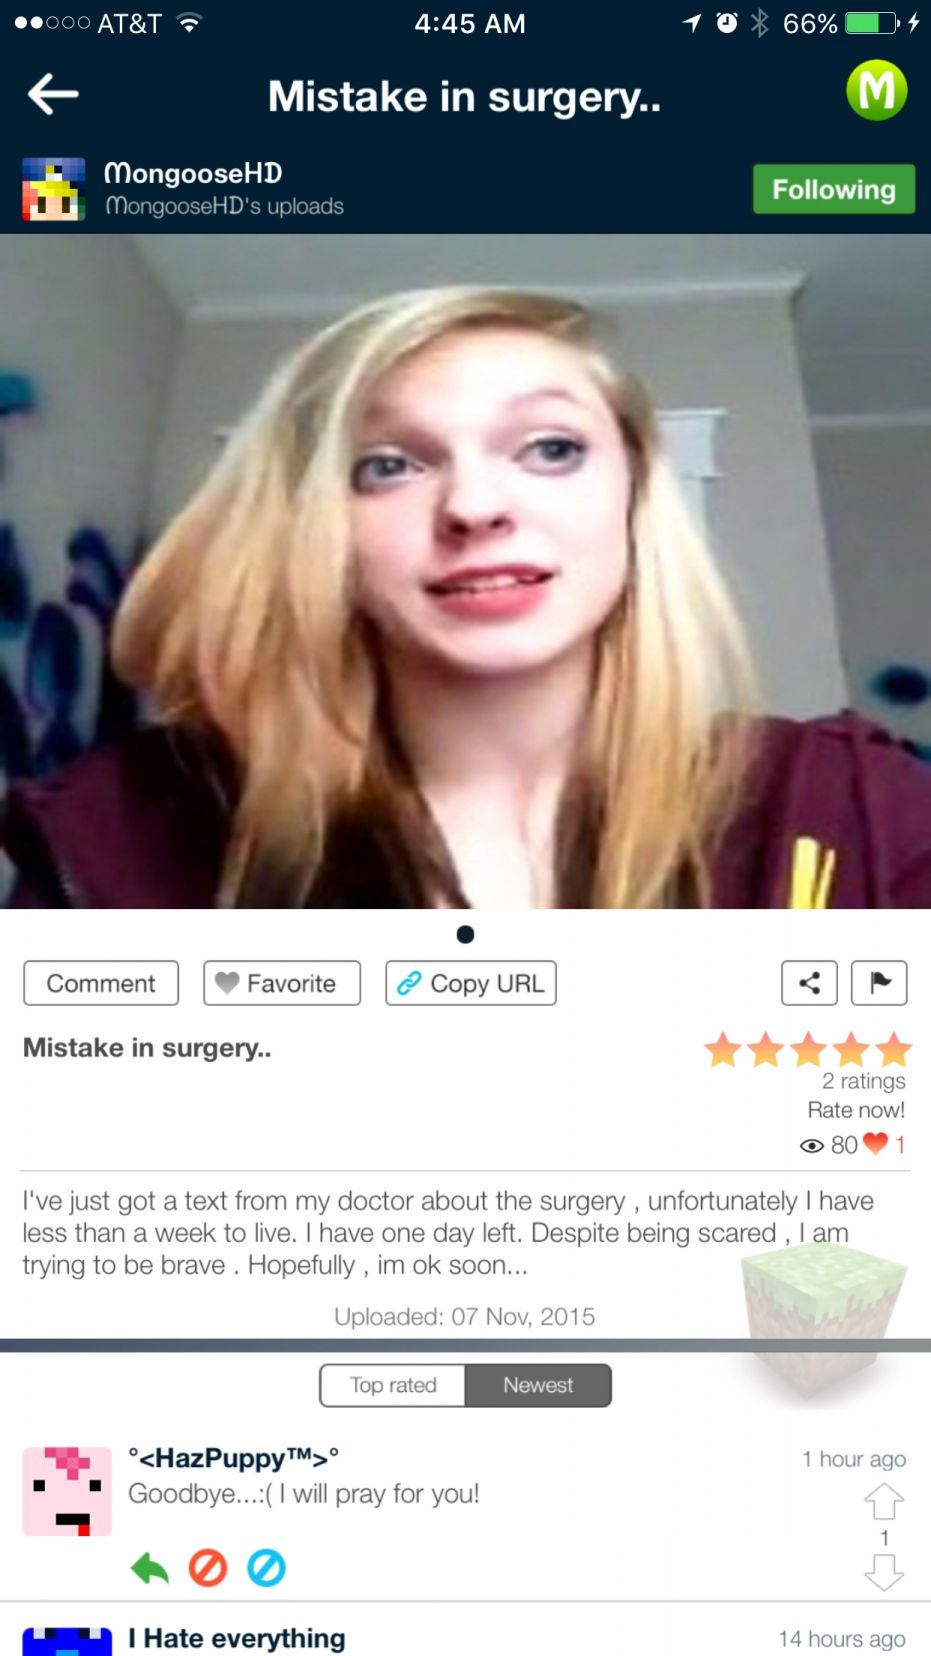 AT&T 4:45 AM 66%
Mistake in surgery..
M
MongooseHD
MongooseHD's uploads
Following
Comment
Favorite
Copy URL
Mistake in surgery..
2 ratings
Rate now!
80 1
I've just got a text from my doctor about the surgery , unfortunately I have
less than a week to live. I have one day left. Despite being scared , I am
trying to be brave . Hopefully , im ok soon...
Uploaded: 07 Nov, 2015
Top rated Newest
°<HazPuppy™>° 1 hour ago
Goodbye...:( I will pray for you!
1
I Hate everything 14 hours ago